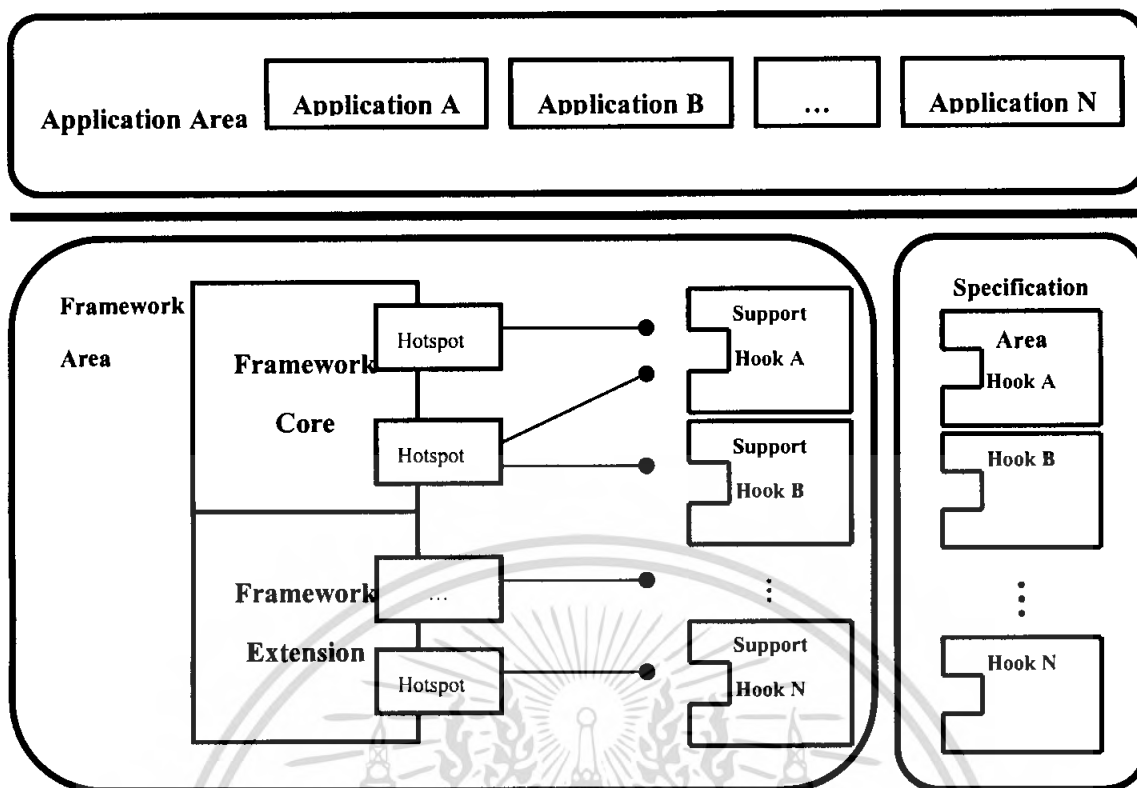 Application Area
Application A
Application B
...
Application N
Framework
Area
Framework
Core
Hotspot
Hotspot
Framework
Extension
...
Hotspot
Support
Hook A
Support
Hook B
⋮
Support
Hook N
Specification
Area
Hook A
Hook B
⋮
Hook N